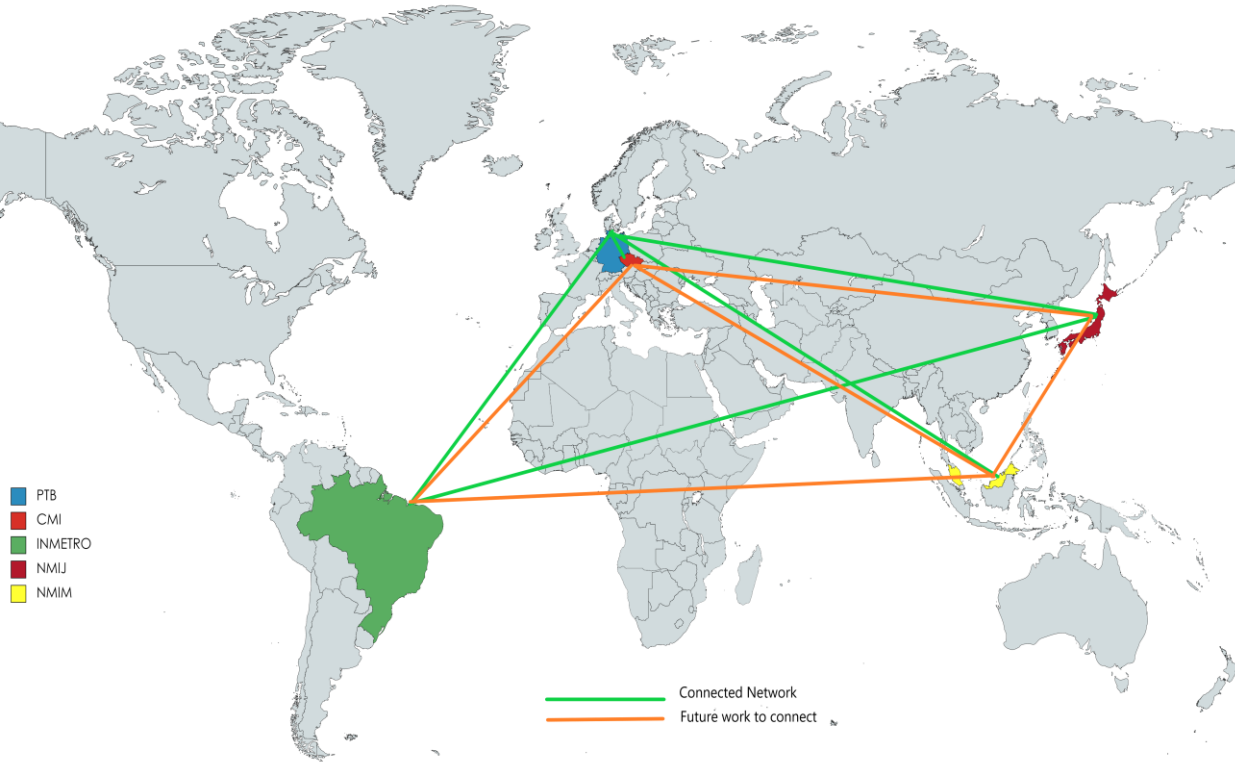 PTB
CMI
INMETRO
NMIJ
NMIM
Connected Network
Future work to connect